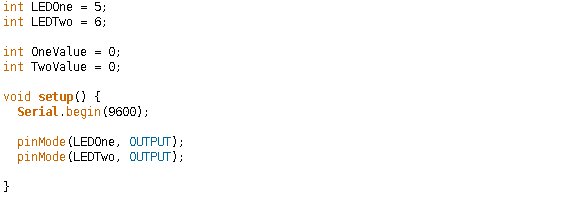 int LEDOne = 5;
int LEDTwo = 6;

int OneValue = 0;
int TwoValue = 0;

void setup() {
  Serial.begin(9600);

  pinMode(LEDOne, OUTPUT);
  pinMode(LEDTwo, OUTPUT);

}